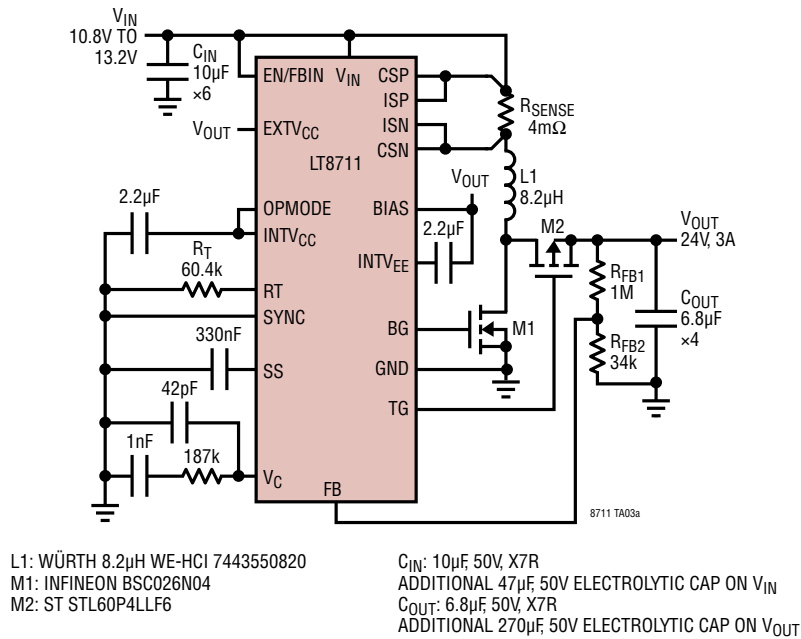 VIN
10.8V TO
13.2V
CIN
10µF
×6
EN/FBIN
VIN
CSP
ISP
RSENSE
4mΩ
VOUT
EXTVCC
ISN
CSN
LT8711
L1
8.2µH
VOUT
2.2µF
OPMODE
BIAS
INTVCC
2.2µF
M2
VOUT
24V, 3A
RT
60.4k
INTVEE
RFB1
1M
RT
COUT
6.8µF
×4
SYNC
BG
M1
330nF
RFB2
34k
SS
GND
42pF
TG
1nF
187k
VC
FB
8711 TA03a
L1: WÜRTH 8.2µH WE-HCI 7443550820
M1: INFINEON BSC026N04
M2: ST STL60P4LLF6
CIN: 10µF, 50V, X7R
ADDITIONAL 47µF, 50V ELECTROLYTIC CAP ON VIN
COUT: 6.8µF, 50V, X7R
ADDITIONAL 270µF, 50V ELECTROLYTIC CAP ON VOUT